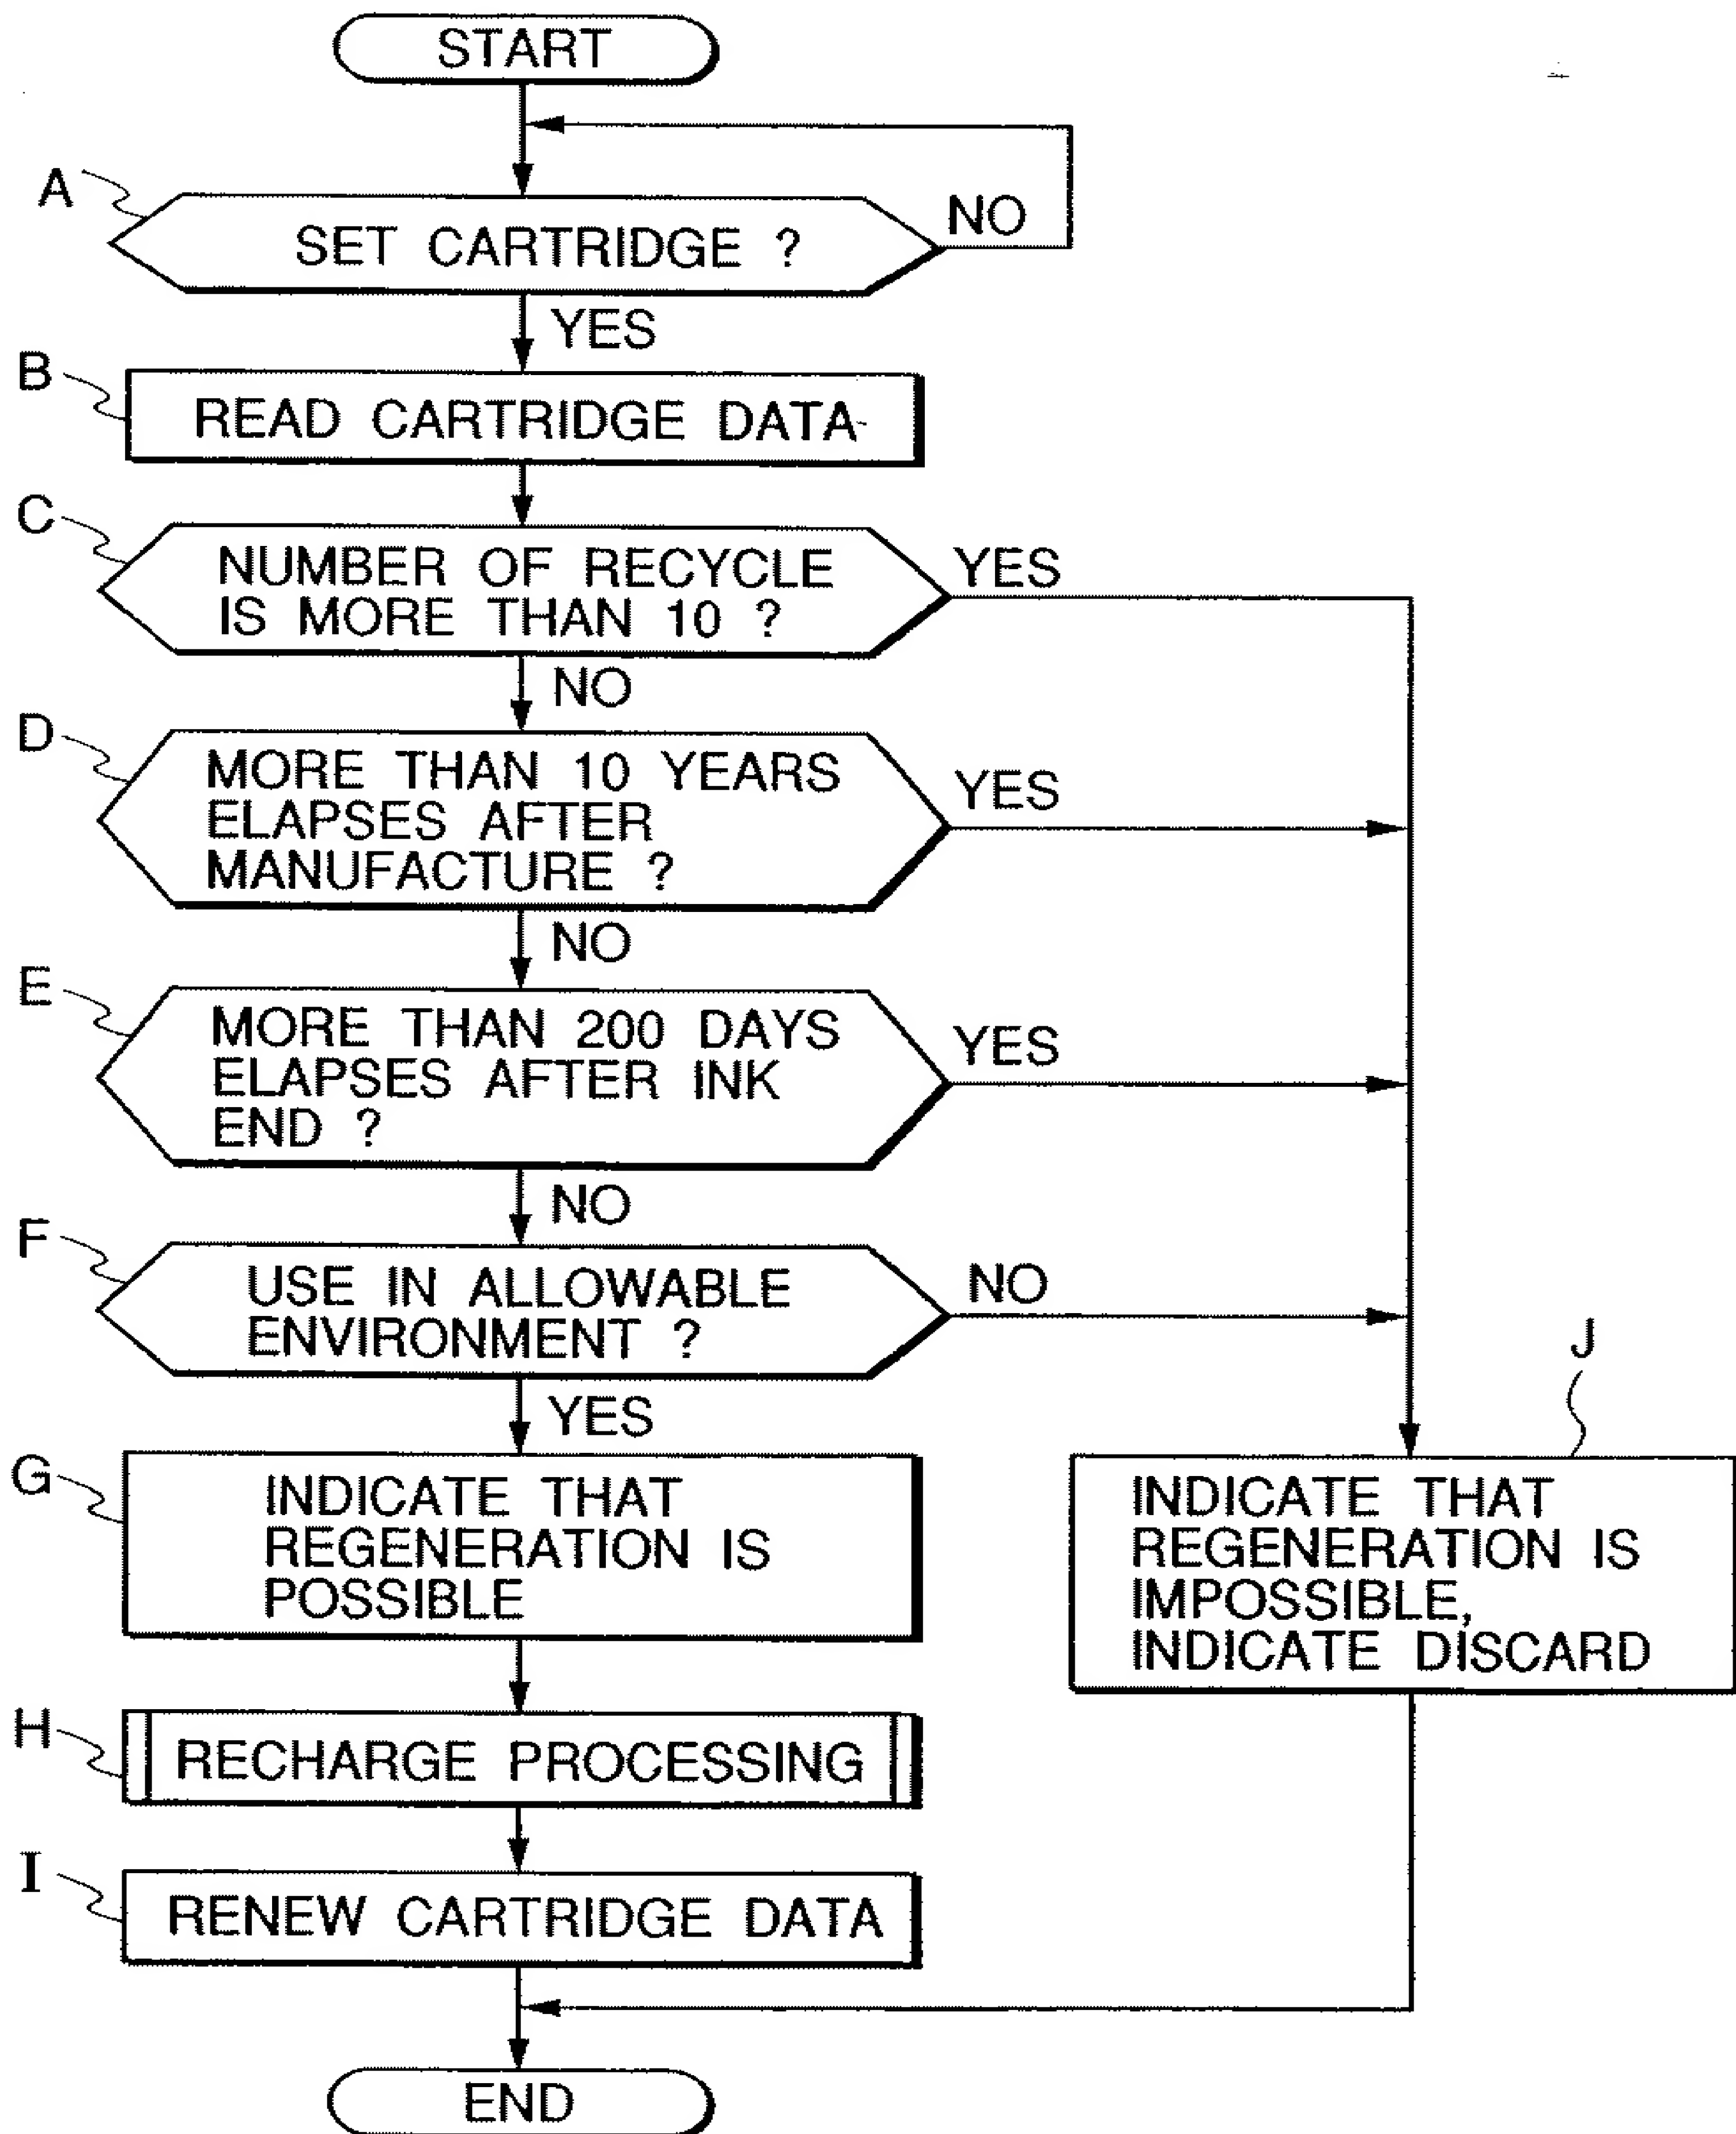 START
A
SET CARTRIDGE ?
NO
YES
B
READ CARTRIDGE DATA
C
NUMBER OF RECYCLE
IS MORE THAN 10 ?
YES
NO
D
MORE THAN 10 YEARS
ELAPSES AFTER
MANUFACTURE ?
YES
NO
E
MORE THAN 200 DAYS
ELAPSES AFTER INK
END ?
YES
NO
F
USE IN ALLOWABLE
ENVIRONMENT ?
NO
YES
G
INDICATE THAT
REGENERATION IS
POSSIBLE
J
INDICATE THAT
REGENERATION IS
IMPOSSIBLE,
INDICATE DISCARD
H
RECHARGE PROCESSING
I
RENEW CARTRIDGE DATA
END